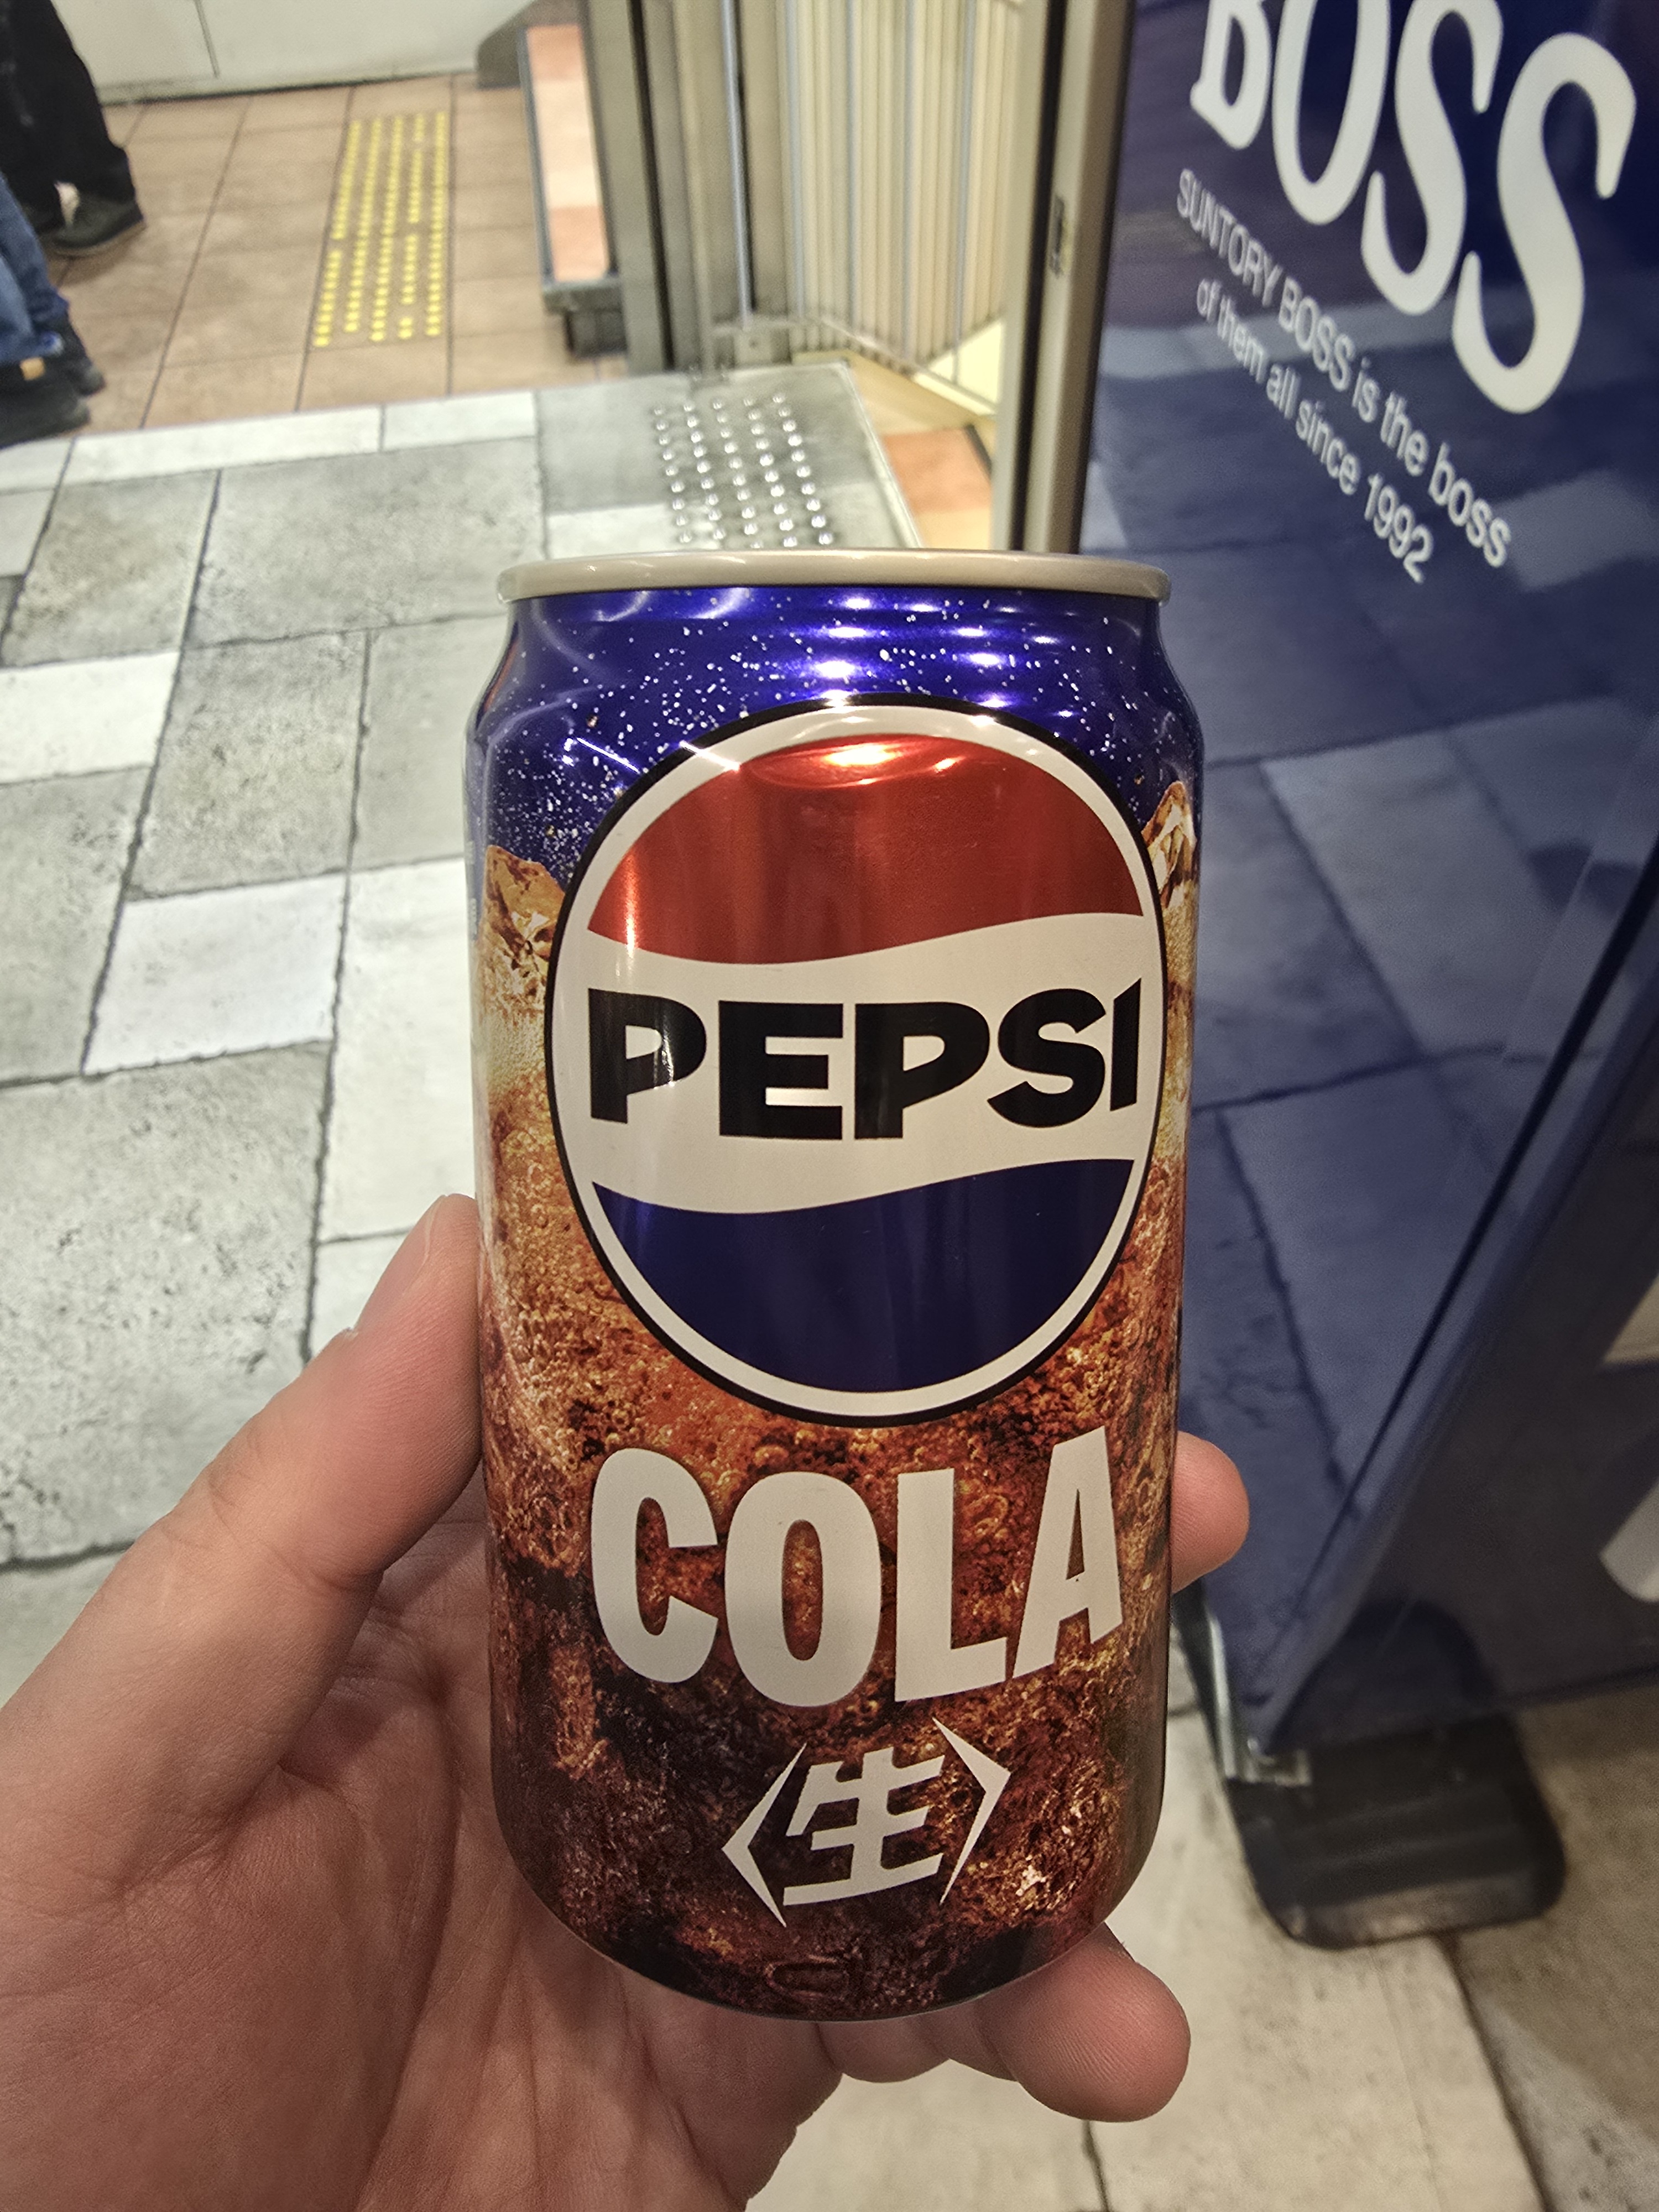 BOSS
SUNTORY BOSS is the boss
of them all since 1992
PEPSI
COLA
〈生〉